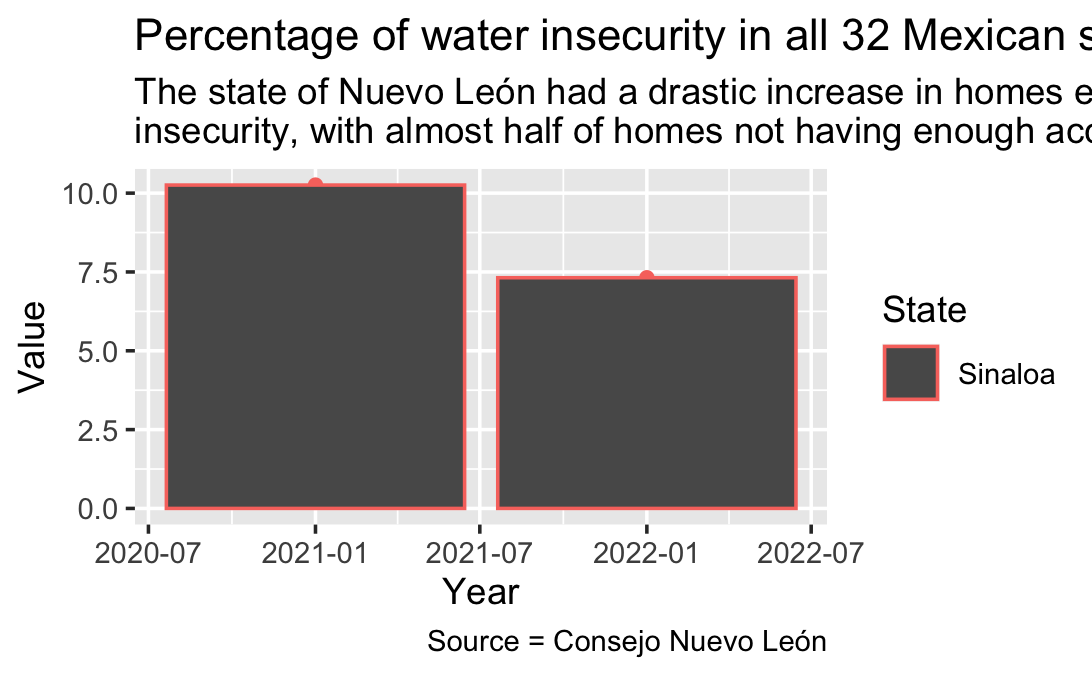 Percentage of water insecurity in all 32 Mexican s
The state of Nuevo León had a drastic increase in homes e
insecurity, with almost half of homes not having enough acc
10.0
7.5
5.0
2.5
0.0
Value
2020-07 2021-01 2021-07 2022-01 2022-07
Year
State
Sinaloa
Source = Consejo Nuevo León